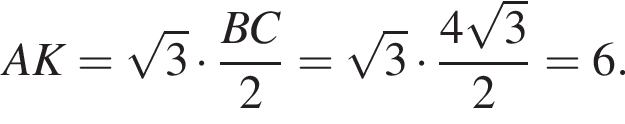 AK = √3 · BC/2 = √3 · 4√3/2 = 6.